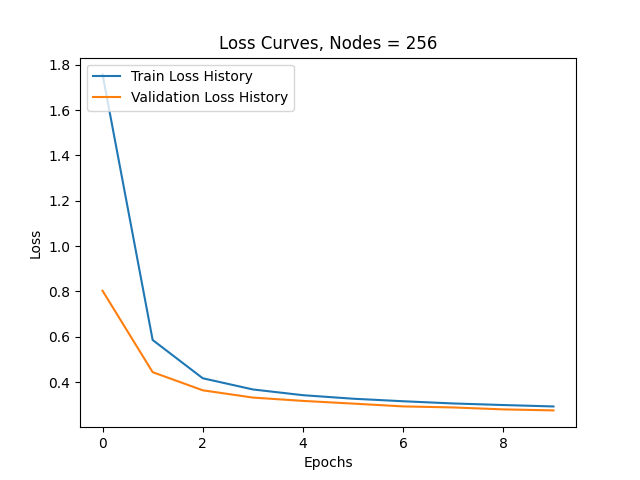 Loss Curves, Nodes = 256
Train Loss History
Validation Loss History
1.8
1.6
1.4
1.2
1.0
0.8
0.6
0.4
Loss
0 2 4 6 8
Epochs